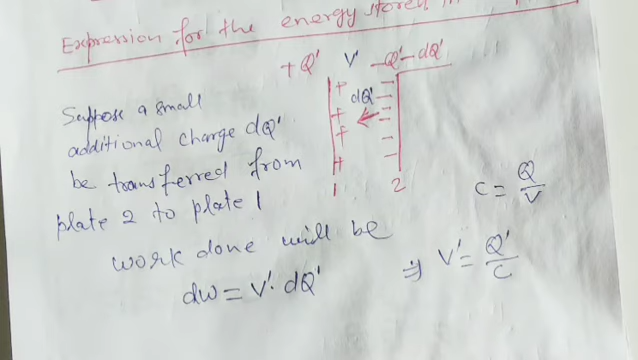 Expression for the energy stored in
+Q' V' -Q'-dQ'
dQ'
1 2
Suppose a small
additional charge dQ'
be transferred from
plate 2 to plate 1
work done will be
dW = V'. dQ'
C = Q/V
⇒ V' = Q'/C